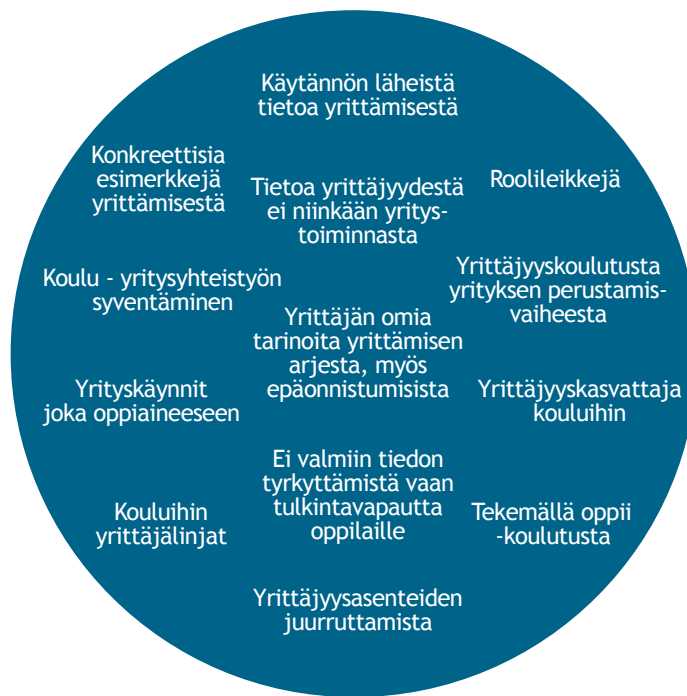 Käytännön läheistä
tietoa yrittämisestä
Konkreettisia
esimerkkejä
yrittämisestä
Tietoa yrittäjyydestä
ei niinkään yritys-
toiminnasta
Roolileikkejä
Koulu - yritysyhteistyön
syventäminen
Yrittäjän omia
tarinoita yrittämisen
arjesta, myös
epäonnistumisista
Yrittäjyyskoulutusta
yrityksen perustamis-
vaiheesta
Yrityskäynnit
joka oppiaineeseen
Yrittäjyyskasvattaja
kouluihin
Ei valmiin tiedon
tyrkyttämistä vaan
tulkintavapautta
oppilaille
Kouluihin
yrittäjälinjat
Tekemällä oppii
-koulutusta
Yrittäjyysasenteiden
juurruttamista